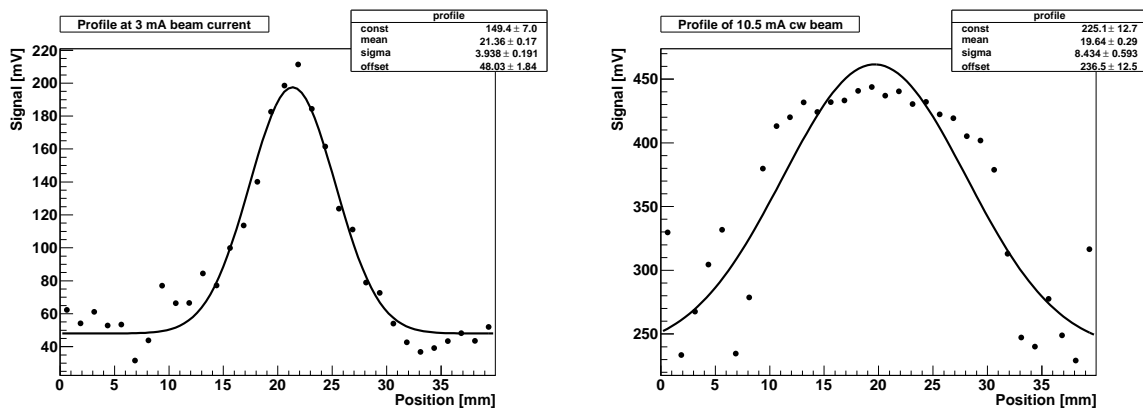 Profile at 3 mA beam current
profile
const 149.4 ± 7.0
mean 21.36 ± 0.17
sigma 3.938 ± 0.191
offset 48.03 ± 1.84
Signal [mV]
220
200
180
160
140
120
100
80
60
40
0 5 10 15 20 25 30 35
Position [mm]
Profile of 10.5 mA cw beam
profile
const 225.1 ± 12.7
mean 19.64 ± 0.29
sigma 8.434 ± 0.593
offset 236.5 ± 12.5
Signal [mV]
450
400
350
300
250
0 5 10 15 20 25 30 35
Position [mm]